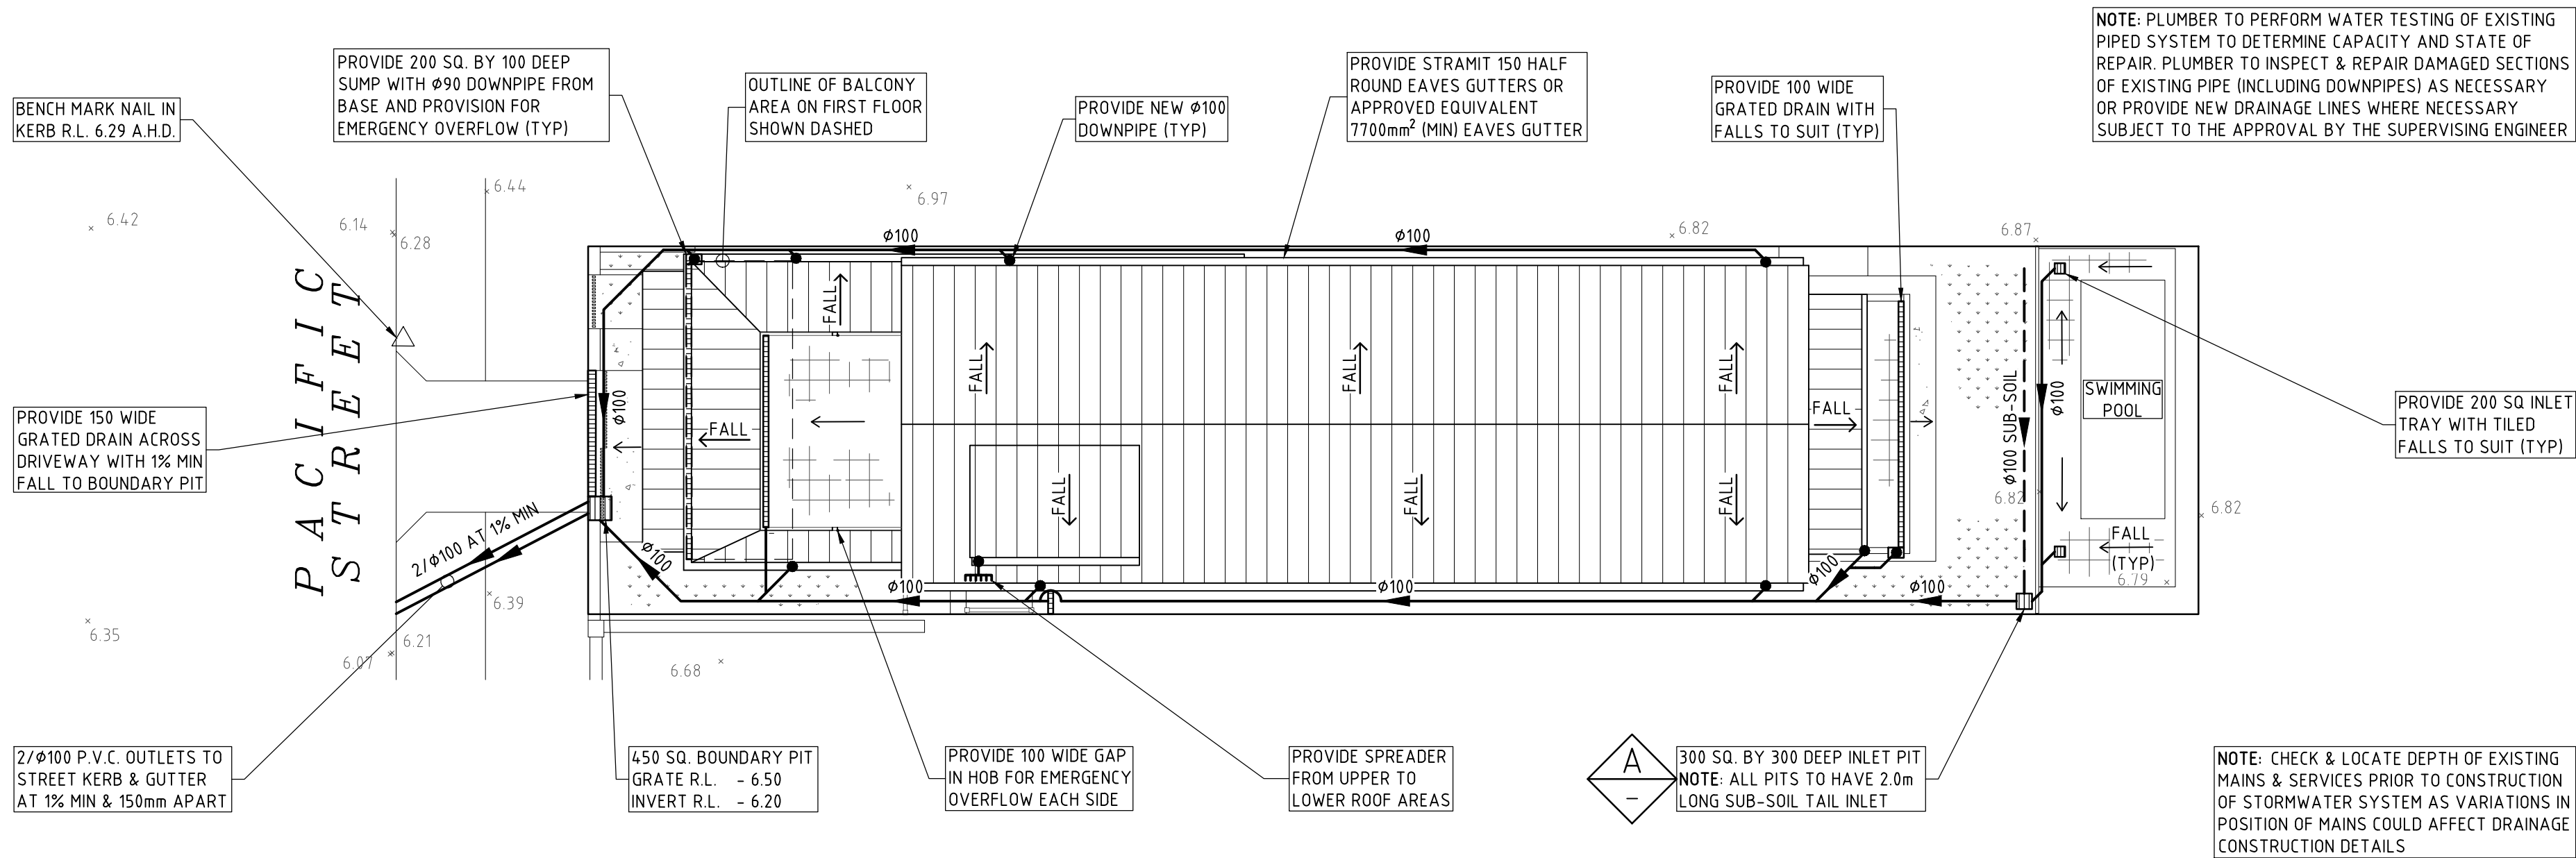 NOTE: PLUMBER TO PERFORM WATER TESTING OF EXISTING
PIPED SYSTEM TO DETERMINE CAPACITY AND STATE OF
REPAIR. PLUMBER TO INSPECT & REPAIR DAMAGED SECTIONS
OF EXISTING PIPE (INCLUDING DOWNPIPES) AS NECESSARY
OR PROVIDE NEW DRAINAGE LINES WHERE NECESSARY
SUBJECT TO THE APPROVAL BY THE SUPERVISING ENGINEER
BENCH MARK NAIL IN
KERB R.L. 6.29 A.H.D.
PROVIDE 200 SQ. BY 100 DEEP
SUMP WITH Ø90 DOWNPIPE FROM
BASE AND PROVISION FOR
EMERGENCY OVERFLOW (TYP)
OUTLINE OF BALCONY
AREA ON FIRST FLOOR
SHOWN DASHED
PROVIDE NEW Ø100
DOWNPIPE (TYP)
PROVIDE STRAMIT 150 HALF
ROUND EAVES GUTTERS OR
APPROVED EQUIVALENT
7700mm² (MIN) EAVES GUTTER
PROVIDE 100 WIDE
GRATED DRAIN WITH
FALLS TO SUIT (TYP)
6.42
6.14
6.28
6.44
6.97
6.82
6.87
Ø100
Ø100
PACIFIC
STREET
FALL
FALL
FALL
FALL
FALL
FALL
FALL
FALL
FALL
Ø100
Ø100 SUB-SOIL
Ø100
SWIMMING
POOL
PROVIDE 150 WIDE
GRATED DRAIN ACROSS
DRIVEWAY WITH 1% MIN
FALL TO BOUNDARY PIT
PROVIDE 200 SQ INLET
TRAY WITH TILED
FALLS TO SUIT (TYP)
6.82
6.82
FALL
(TYP)
6.79
2/Ø100 AT 1% MIN
Ø100
Ø100
Ø100
Ø100
Ø100
6.39
6.35
6.21
6.07
6.68
2/Ø100 P.V.C. OUTLETS TO
STREET KERB & GUTTER
AT 1% MIN & 150mm APART
450 SQ. BOUNDARY PIT
GRATE R.L. - 6.50
INVERT R.L. - 6.20
PROVIDE 100 WIDE GAP
IN HOB FOR EMERGENCY
OVERFLOW EACH SIDE
PROVIDE SPREADER
FROM UPPER TO
LOWER ROOF AREAS
A
-
300 SQ. BY 300 DEEP INLET PIT
NOTE: ALL PITS TO HAVE 2.0m
LONG SUB-SOIL TAIL INLET
NOTE: CHECK & LOCATE DEPTH OF EXISTING
MAINS & SERVICES PRIOR TO CONSTRUCTION
OF STORMWATER SYSTEM AS VARIATIONS IN
POSITION OF MAINS COULD AFFECT DRAINAGE
CONSTRUCTION DETAILS